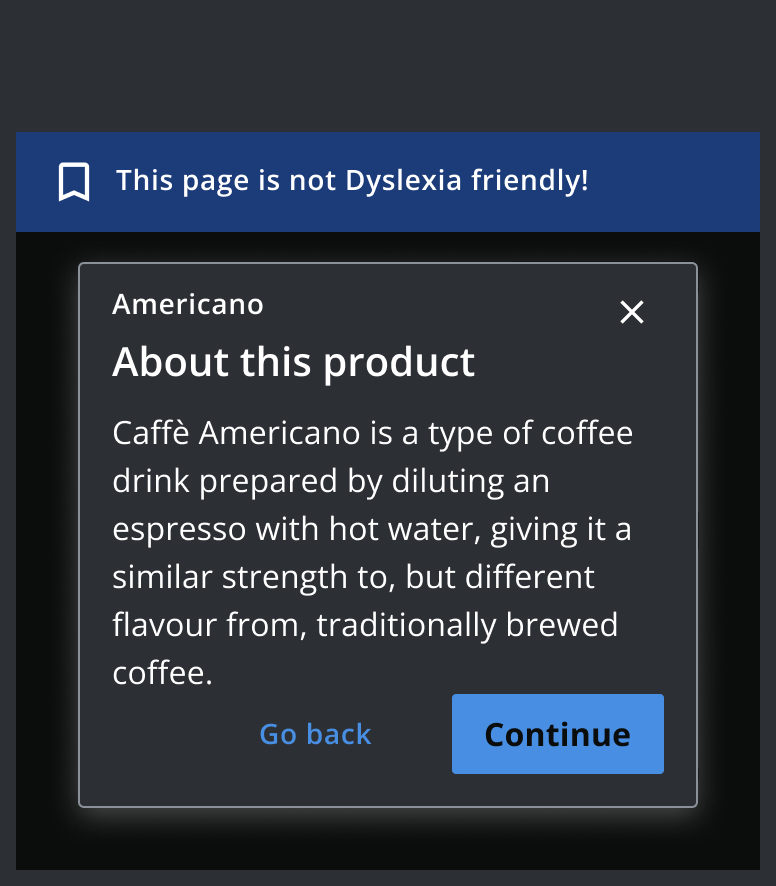 This page is not Dyslexia friendly!
Americano
About this product
Caffè Americano is a type of coffee
drink prepared by diluting an
espresso with hot water, giving it a
similar strength to, but different
flavour from, traditionally brewed
coffee.
Go back
Continue